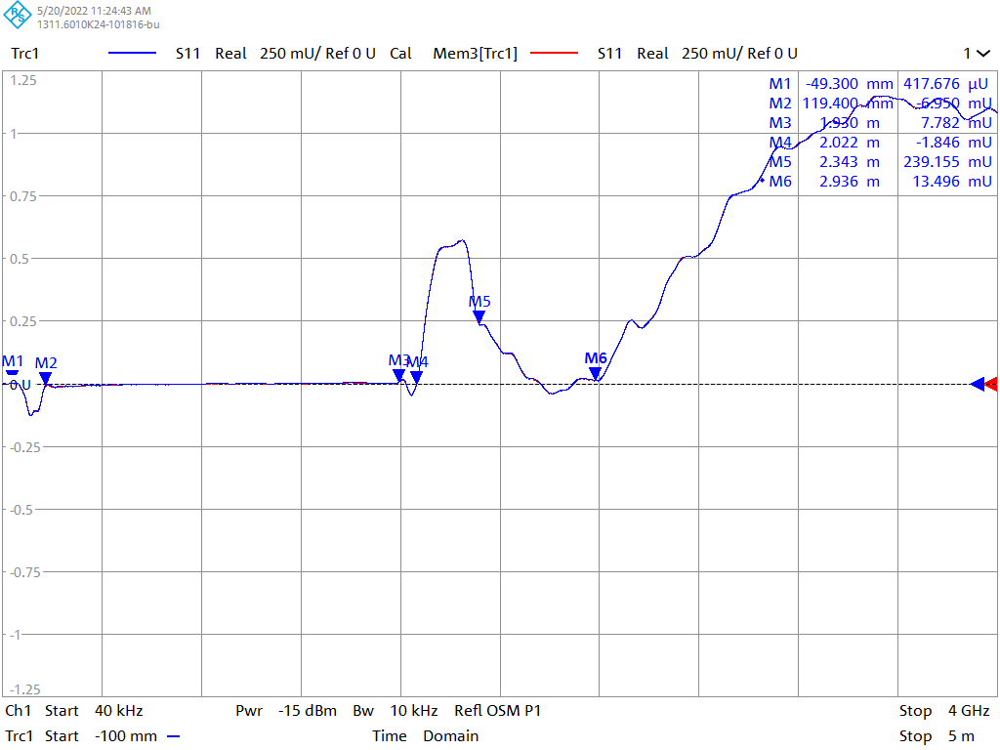 R&S
5/20/2022 11:24:43 AM
1311.6010K24-101816-bu
Trc1 S11 Real 250 mU/ Ref 0 U Cal Mem3[Trc1] S11 Real 250 mU/ Ref 0 U 1
1.25
M1 -49.300 mm 417.676 µU
M2 119.400 mm -6.950 mU
M3 1.930 m 7.782 mU
M4 2.022 m -1.846 mU
M5 2.343 m 239.155 mU
M6 2.936 m 13.496 mU
1
0.75
0.5
0.25
M5
M1 M2 M3 M4 M6
0 U
-0.25
-0.5
-0.75
-1
-1.25
Ch1 Start 40 kHz Pwr -15 dBm Bw 10 kHz Refl OSM P1 Stop 4 GHz
Trc1 Start -100 mm Time Domain Stop 5 m